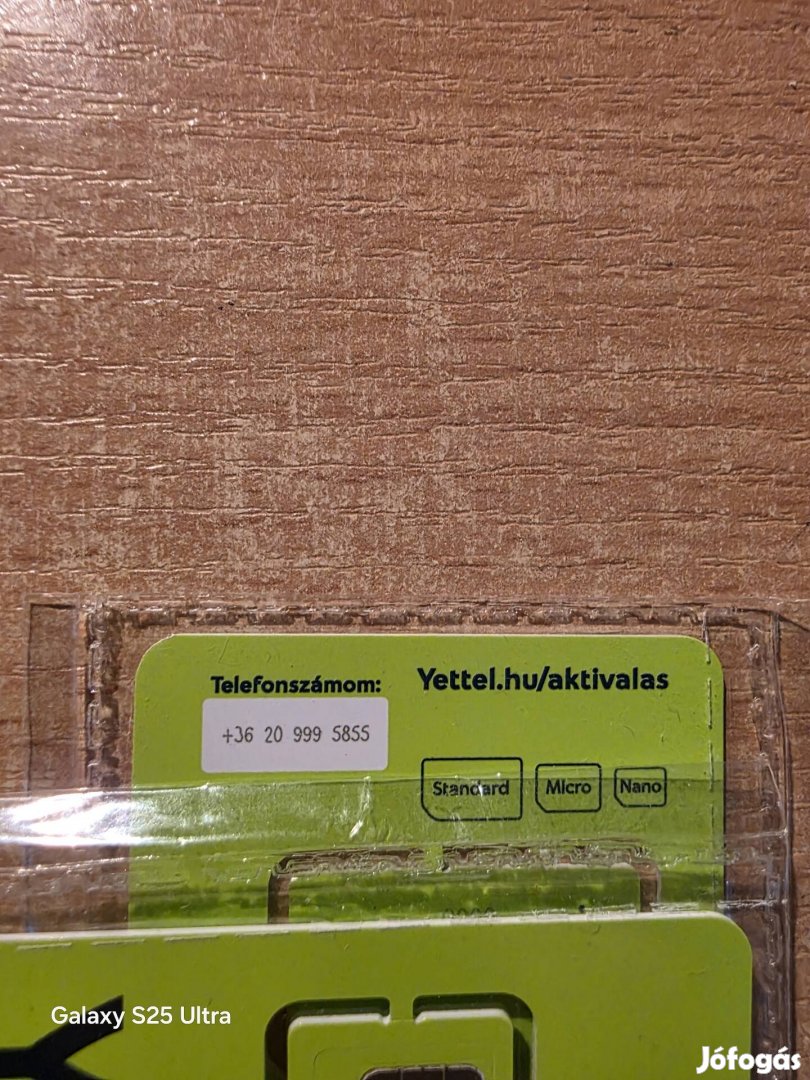 Telefonszámom:
Yettel.hu/aktivalas
+36 20 999 5855
Standard
Micro
Nano
Galaxy S25 Ultra
Jófogás